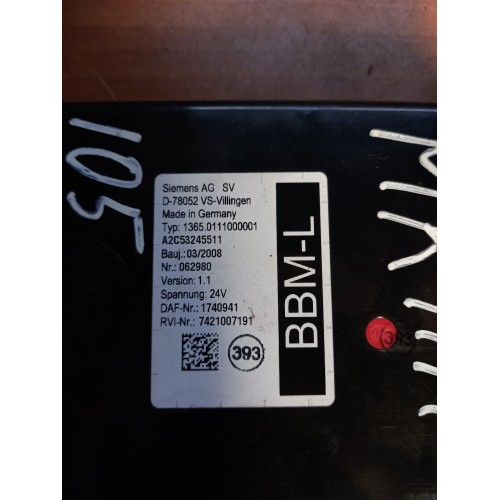 105
Siemens AG SV
D-78052 VS-Villingen
Made in Germany
Typ: 1365.0111000001
A2C53245511
Bauj.: 03/2008
Nr.: 062980
Version: 1.1
Spannung: 24V
DAF-Nr.: 1740941
RVI-Nr.: 7421007191
393
BBM-L
393